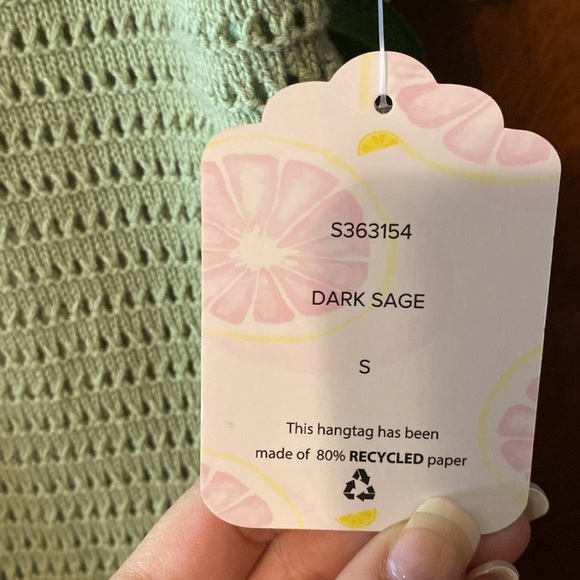 S363154
DARK SAGE
S
This hangtag has been
made of 80% RECYCLED paper